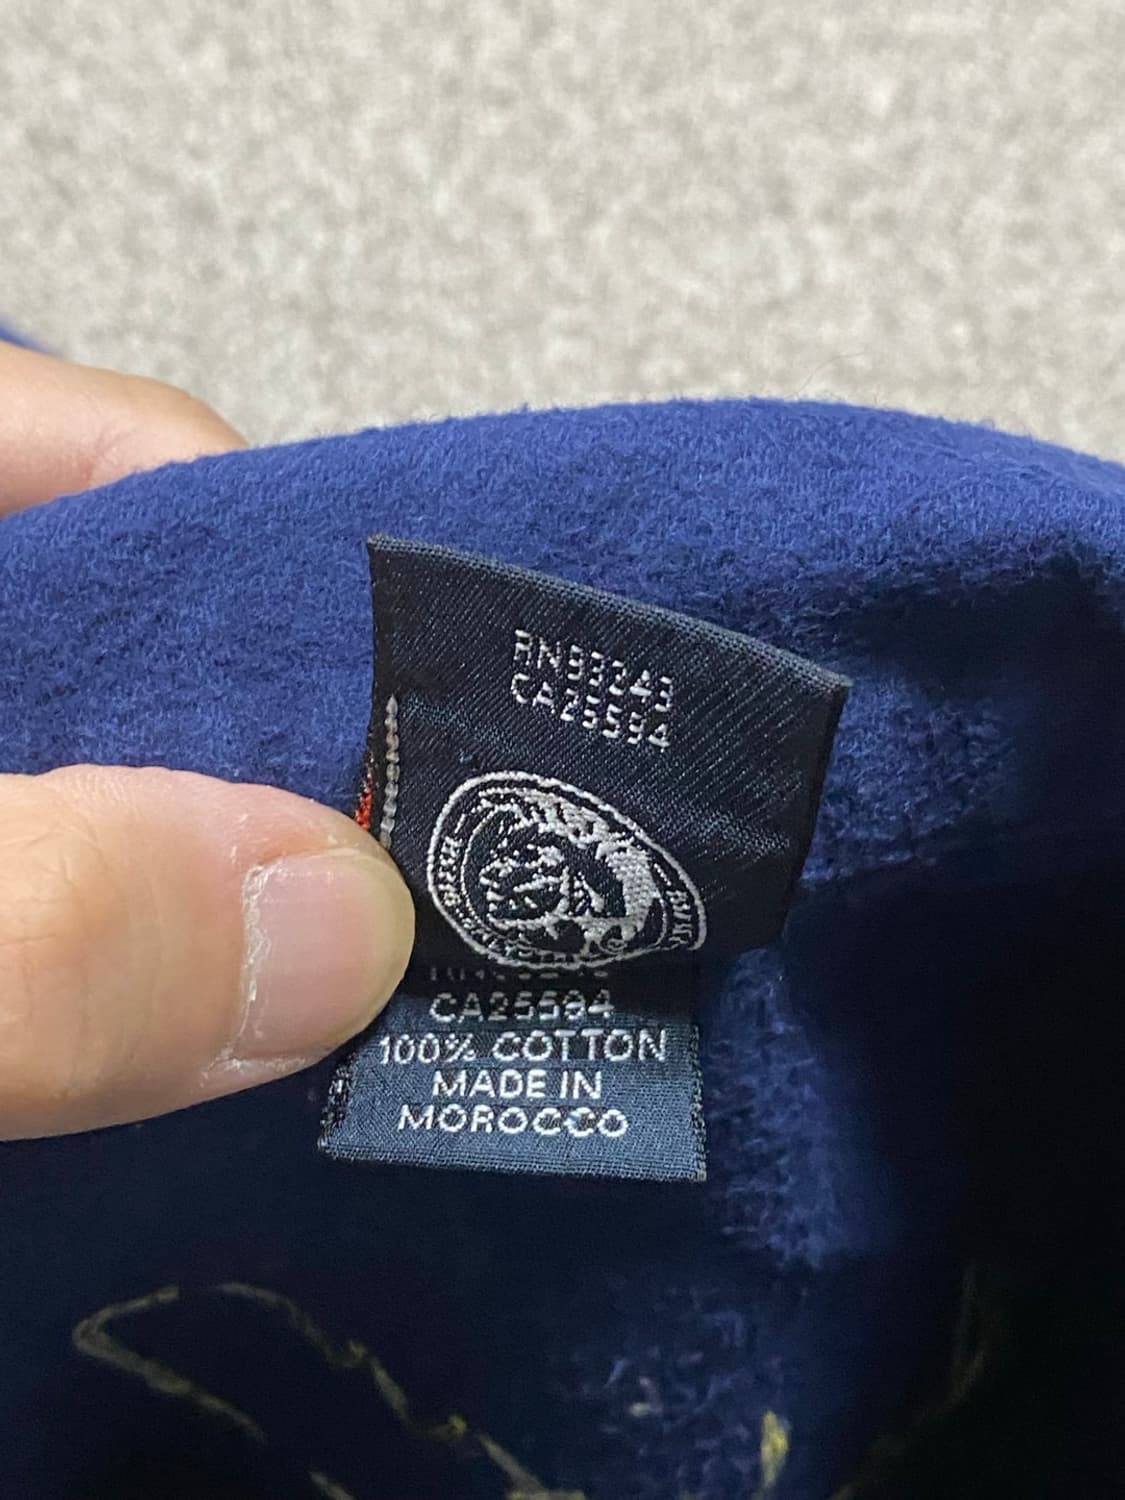 RN93243
CA25594
CA25594
100% COTTON
MADE IN
MOROCCO